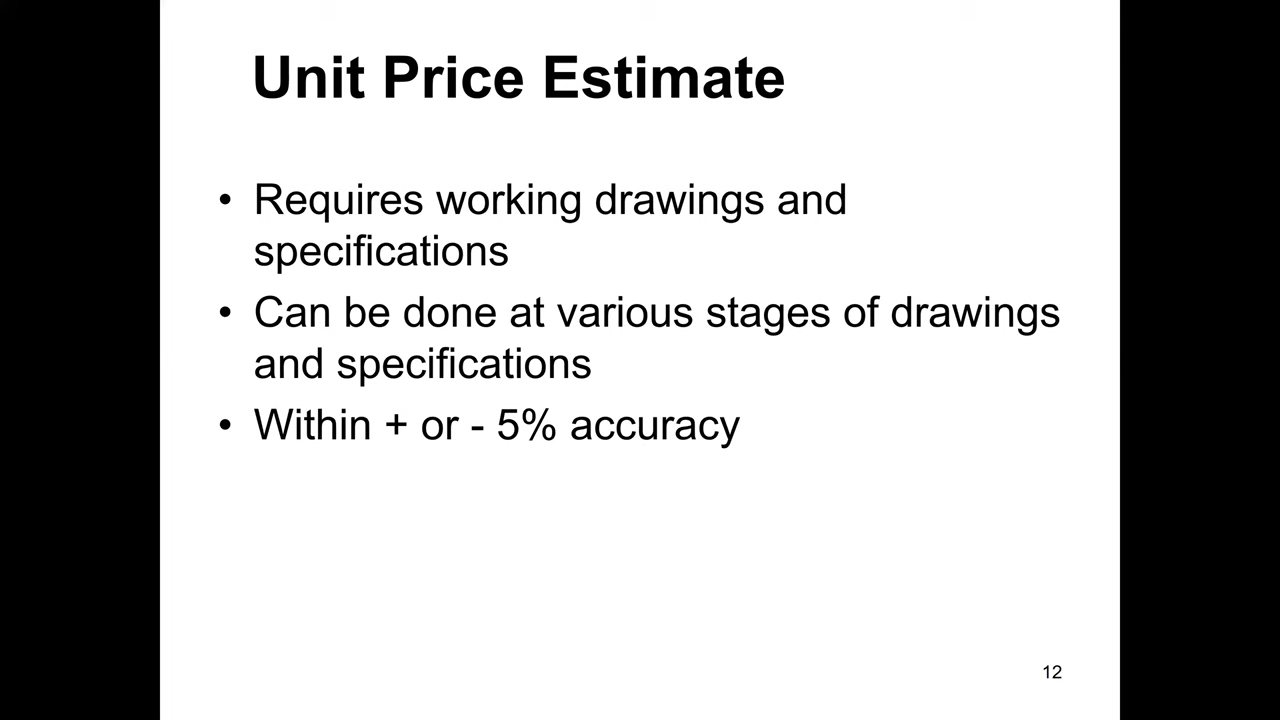 Unit Price Estimate
• Requires working drawings and
specifications
• Can be done at various stages of drawings
and specifications
• Within + or - 5% accuracy
12